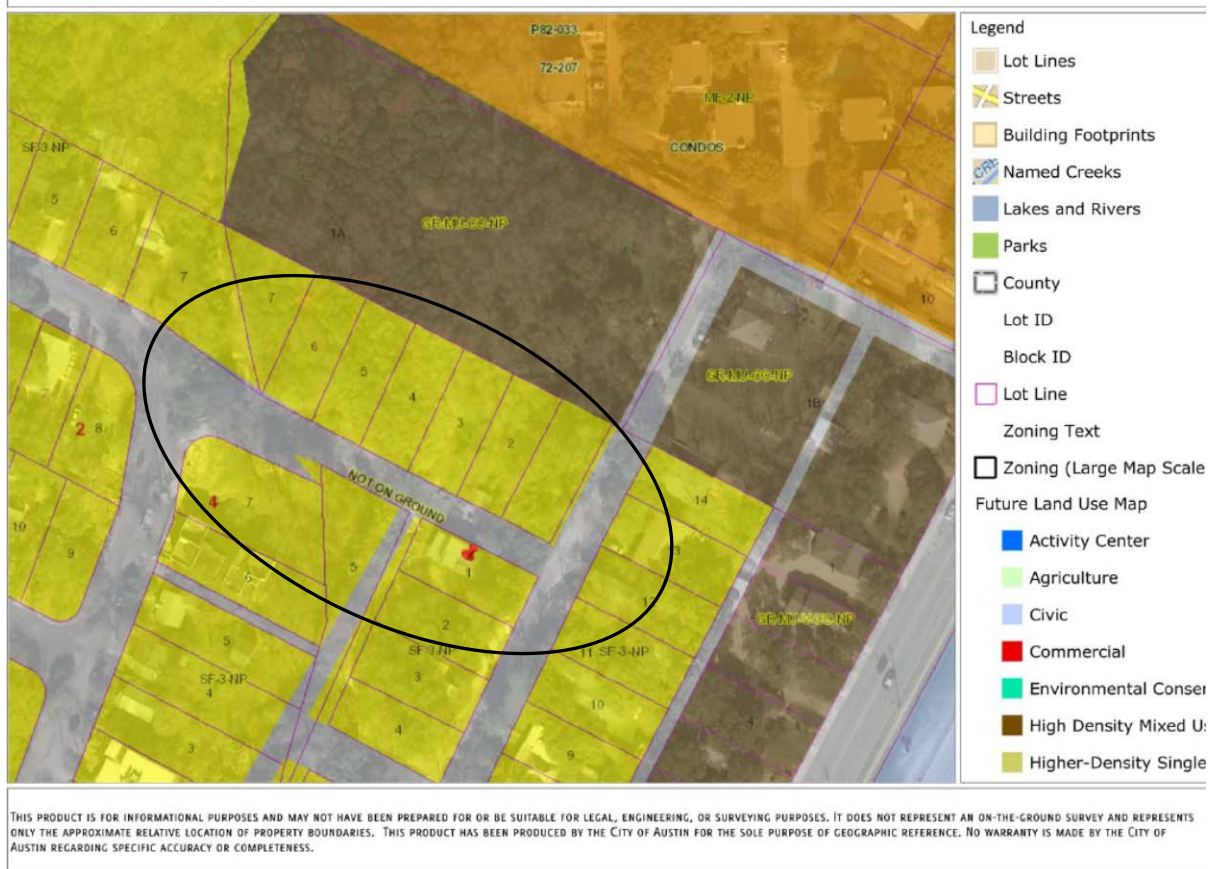 P82-033
72-207
MF-2-NP
CONDOS
SF-3-NP
5
6
7
1A
GR-MU-CO-NP
10
7
6
5
4
3
2
GR-MU-CO-NP
1B
2
8
4
7
NOT ON GROUND
14
13
12
1
10
9
6
5
1
2
GR-MU-V-CO-NP
5
SF-3-NP
4
3
SF-3-NP
3
4
11
SF-3-NP
10
9
4
Legend
Lot Lines
Streets
Building Footprints
CRE
Named Creeks
Lakes and Rivers
Parks
County
Lot ID
Block ID
Lot Line
Zoning Text
Zoning (Large Map Scale
Future Land Use Map
Activity Center
Agriculture
Civic
Commercial
Environmental Conser
High Density Mixed Us
Higher-Density Single
THIS PRODUCT IS FOR INFORMATIONAL PURPOSES AND MAY NOT HAVE BEEN PREPARED FOR OR BE SUITABLE FOR LEGAL, ENGINEERING, OR SURVEYING PURPOSES. IT DOES NOT REPRESENT AN ON-THE-GROUND SURVEY AND REPRESENTS
ONLY THE APPROXIMATE RELATIVE LOCATION OF PROPERTY BOUNDARIES. THIS PRODUCT HAS BEEN PRODUCED BY THE CITY OF AUSTIN FOR THE SOLE PURPOSE OF GEOGRAPHIC REFERENCE. NO WARRANTY IS MADE BY THE CITY OF
AUSTIN REGARDING SPECIFIC ACCURACY OR COMPLETENESS.